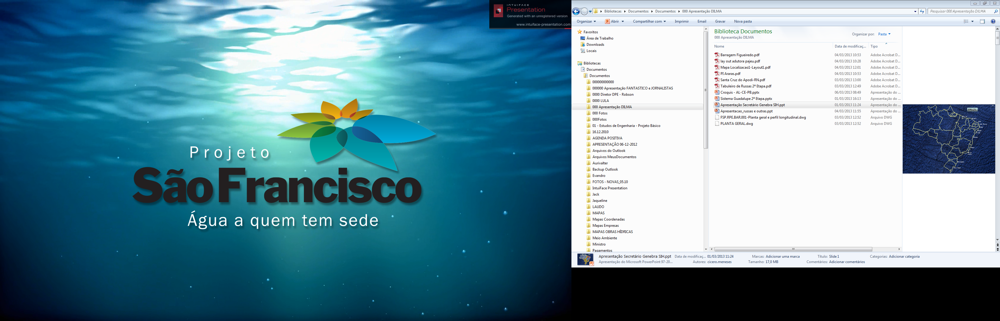 INTUIFACE
Presentation
Generated with an unregistered version
www.intuiface-presentation.com
Projeto
São Francisco
Água a quem tem sede
Bibliotecas Documentos Documentos 000 Apresentação DILMA
Pesquisar 000 Apresentação DILMA
Organizar Abrir Compartilhar com Imprimir Email Gravar Nova pasta
Favoritos
Área de Trabalho
Downloads
Locais
Bibliotecas
Documentos
Documentos
000000000000
000000 Apresentação FANTASTICO e JORNALISTAS
0000 Diretor DPE - Robson
0000 LULA
000 Apresentação DILMA
000 Fotos
000Fotos
01 - Estudos de Engenharia - Projeto Básico
16.12.2010
AGENDA POSITIVA
APRESENTAÇÃO 06-12-2012
Arquivos do Outlook
Arquivos MeusDocumentos
Aurivalter
Backup Outlook
Evandro
FOTOS - NOVAS_05.10
IntuiFace Presentation
Jack
Jaqueline
LAUDO
MAPAS
Mapas Coordenadas
Mapas Empresas
MAPAS OBRAS HÍDRICAS
Meio Ambiente
Ministro
Pagamentos
Biblioteca Documentos
000 Apresentação DILMA
Organizar por: Pasta
Nome Data de modificaç... Tipo
Barragem Figueiredo.pdf 04/03/2013 10:53 Adobe Acrobat D...
lay out adutora pajeu.pdf 04/03/2013 10:28 Adobe Acrobat D...
Mapa Localizacao1-Layout1.pdf 04/03/2013 12:01 Adobe Acrobat D...
PI Araras.pdf 04/03/2013 10:53 Adobe Acrobat D...
Santa Cruz do Apodi-RN.pdf 03/03/2013 13:00 Adobe Acrobat D...
Tabuleiro de Russas 2ª Etapa.pdf 03/03/2013 12:49 Adobe Acrobat D...
Croquis - AL-CE-PB.pptx 06/03/2013 08:49 Apresentação do ...
Sistema Guadalupe 2ª Etapa.pptx 01/03/2013 16:13 Apresentação do ...
Apresentação Secretário Genebra SIH.ppt 01/03/2013 11:24 Apresentação do ...
Apresentacao_russas e outras.ppt 04/03/2013 11:55 Apresentação do ...
FSP.RPE.BAR.001-Planta geral e perfil longitudinal.dwg 03/03/2013 12:52 Arquivo DWG
PLANTA GERAL.dwg 03/03/2013 12:52 Arquivo DWG
BRAZIL
Apresentação Secretário Genebra SIH.ppt Data de modificaç... 01/03/2013 11:24 Marcas: Adicionar uma marca Título: Slide 1 Categorias: Adicionar categoria
Apresentação do Microsoft PowerPoint 97-20... Autores: cicero.meneses Tamanho: 17,0 MB Comentários: Adicionar comentários